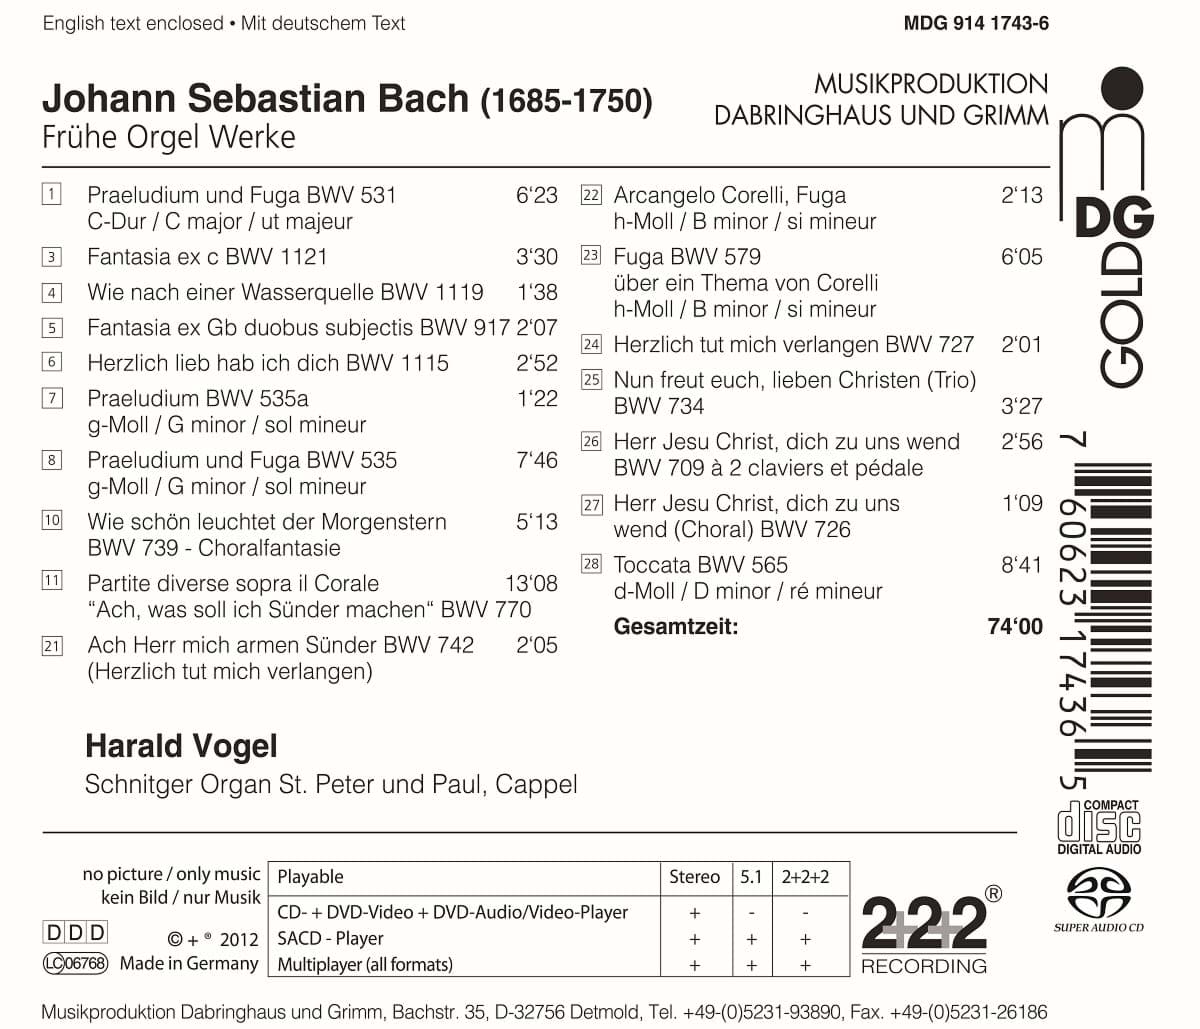 English text enclosed • Mit deutschem Text
MDG 914 1743-6
Johann Sebastian Bach (1685-1750)
Frühe Orgel Werke
MUSIKPRODUKTION
DABRINGHAUS UND GRIMM
MDG
GOLD
1 Praeludium und Fuga BWV 531 6‘23
C-Dur / C major / ut majeur
3 Fantasia ex c BWV 1121 3‘30
4 Wie nach einer Wasserquelle BWV 1119 1‘38
5 Fantasia ex Gb duobus subjectis BWV 917 2‘07
6 Herzlich lieb hab ich dich BWV 1115 2‘52
7 Praeludium BWV 535a 1‘22
g-Moll / G minor / sol mineur
8 Praeludium und Fuga BWV 535 7‘46
g-Moll / G minor / sol mineur
10 Wie schön leuchtet der Morgenstern 5‘13
BWV 739 - Choralfantasie
11 Partite diverse sopra il Corale 13‘08
“Ach, was soll ich Sünder machen“ BWV 770
21 Ach Herr mich armen Sünder BWV 742 2‘05
(Herzlich tut mich verlangen)
22 Arcangelo Corelli, Fuga 2‘13
h-Moll / B minor / si mineur
23 Fuga BWV 579 6‘05
über ein Thema von Corelli
h-Moll / B minor / si mineur
24 Herzlich tut mich verlangen BWV 727 2‘01
25 Nun freut euch, lieben Christen (Trio)
BWV 734 3‘27
26 Herr Jesu Christ, dich zu uns wend 2‘56
BWV 709 à 2 claviers et pédale
27 Herr Jesu Christ, dich zu uns 1‘09
wend (Choral) BWV 726
28 Toccata BWV 565 8‘41
d-Moll / D minor / ré mineur
Gesamtzeit: 74‘00
7 60623 17436 5
Harald Vogel
Schnitger Organ St. Peter und Paul, Cappel
COMPACT
disc
DIGITAL AUDIO
SUPER AUDIO CD
no picture / only music
kein Bild / nur Musik
DDD
© + ℗ 2012
LC 06768 Made in Germany
Playable Stereo 5.1 2+2+2
CD- + DVD-Video + DVD-Audio/Video-Player + - -
SACD - Player + + +
Multiplayer (all formats) + + +
2+2+2®
RECORDING
Musikproduktion Dabringhaus und Grimm, Bachstr. 35, D-32756 Detmold, Tel. +49-(0)5231-93890, Fax. +49-(0)5231-26186